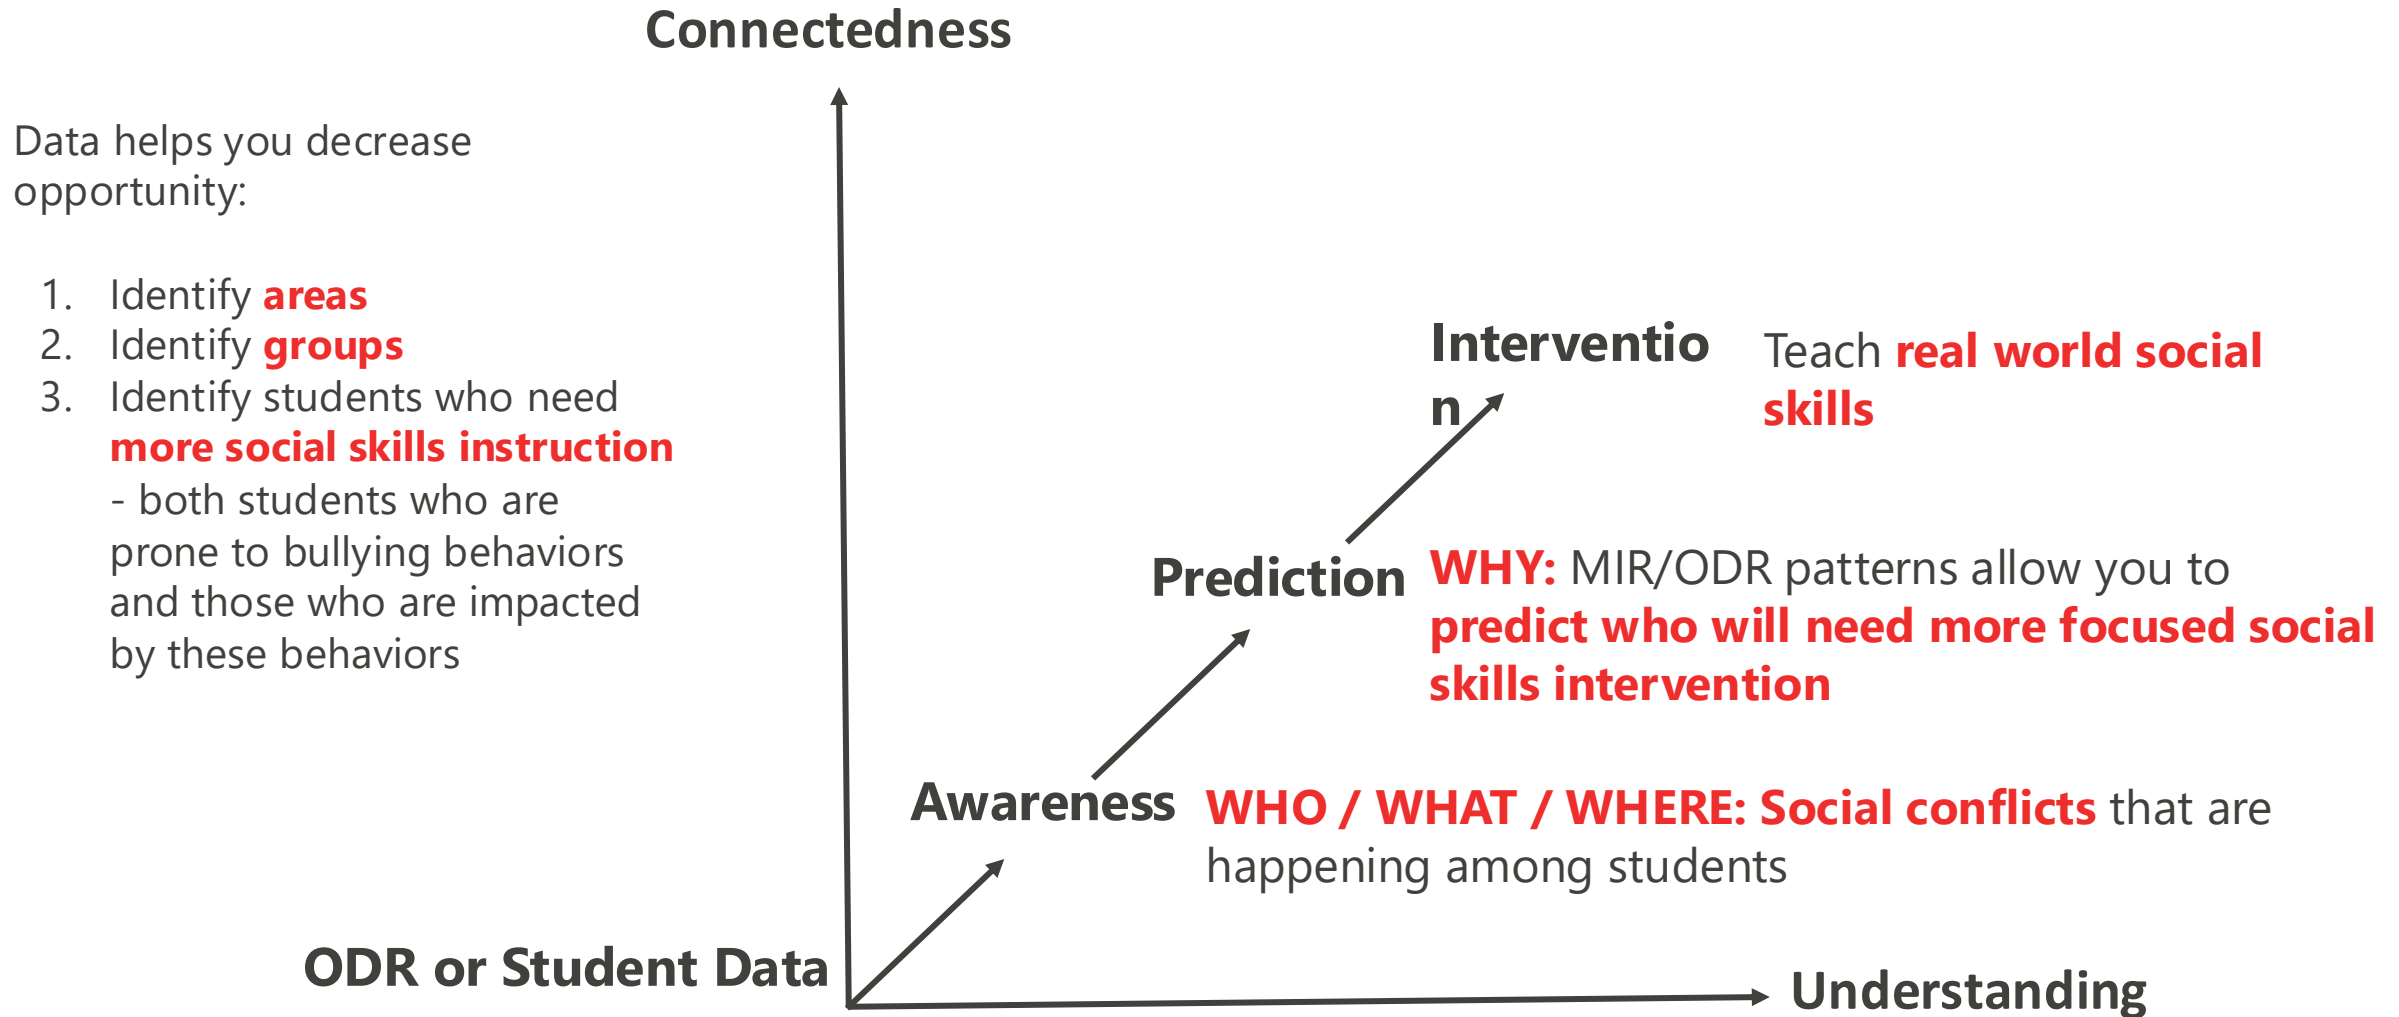 Connectedness
Data helps you decrease
opportunity:
1. Identify areas
2. Identify groups
3. Identify students who need
more social skills instruction
- both students who are
prone to bullying behaviors
and those who are impacted
by these behaviors
Interventio
n
Teach real world social
skills
Prediction
WHY: MIR/ODR patterns allow you to
predict who will need more focused social
skills intervention
Awareness
WHO / WHAT / WHERE: Social conflicts that are
happening among students
ODR or Student Data
Understanding